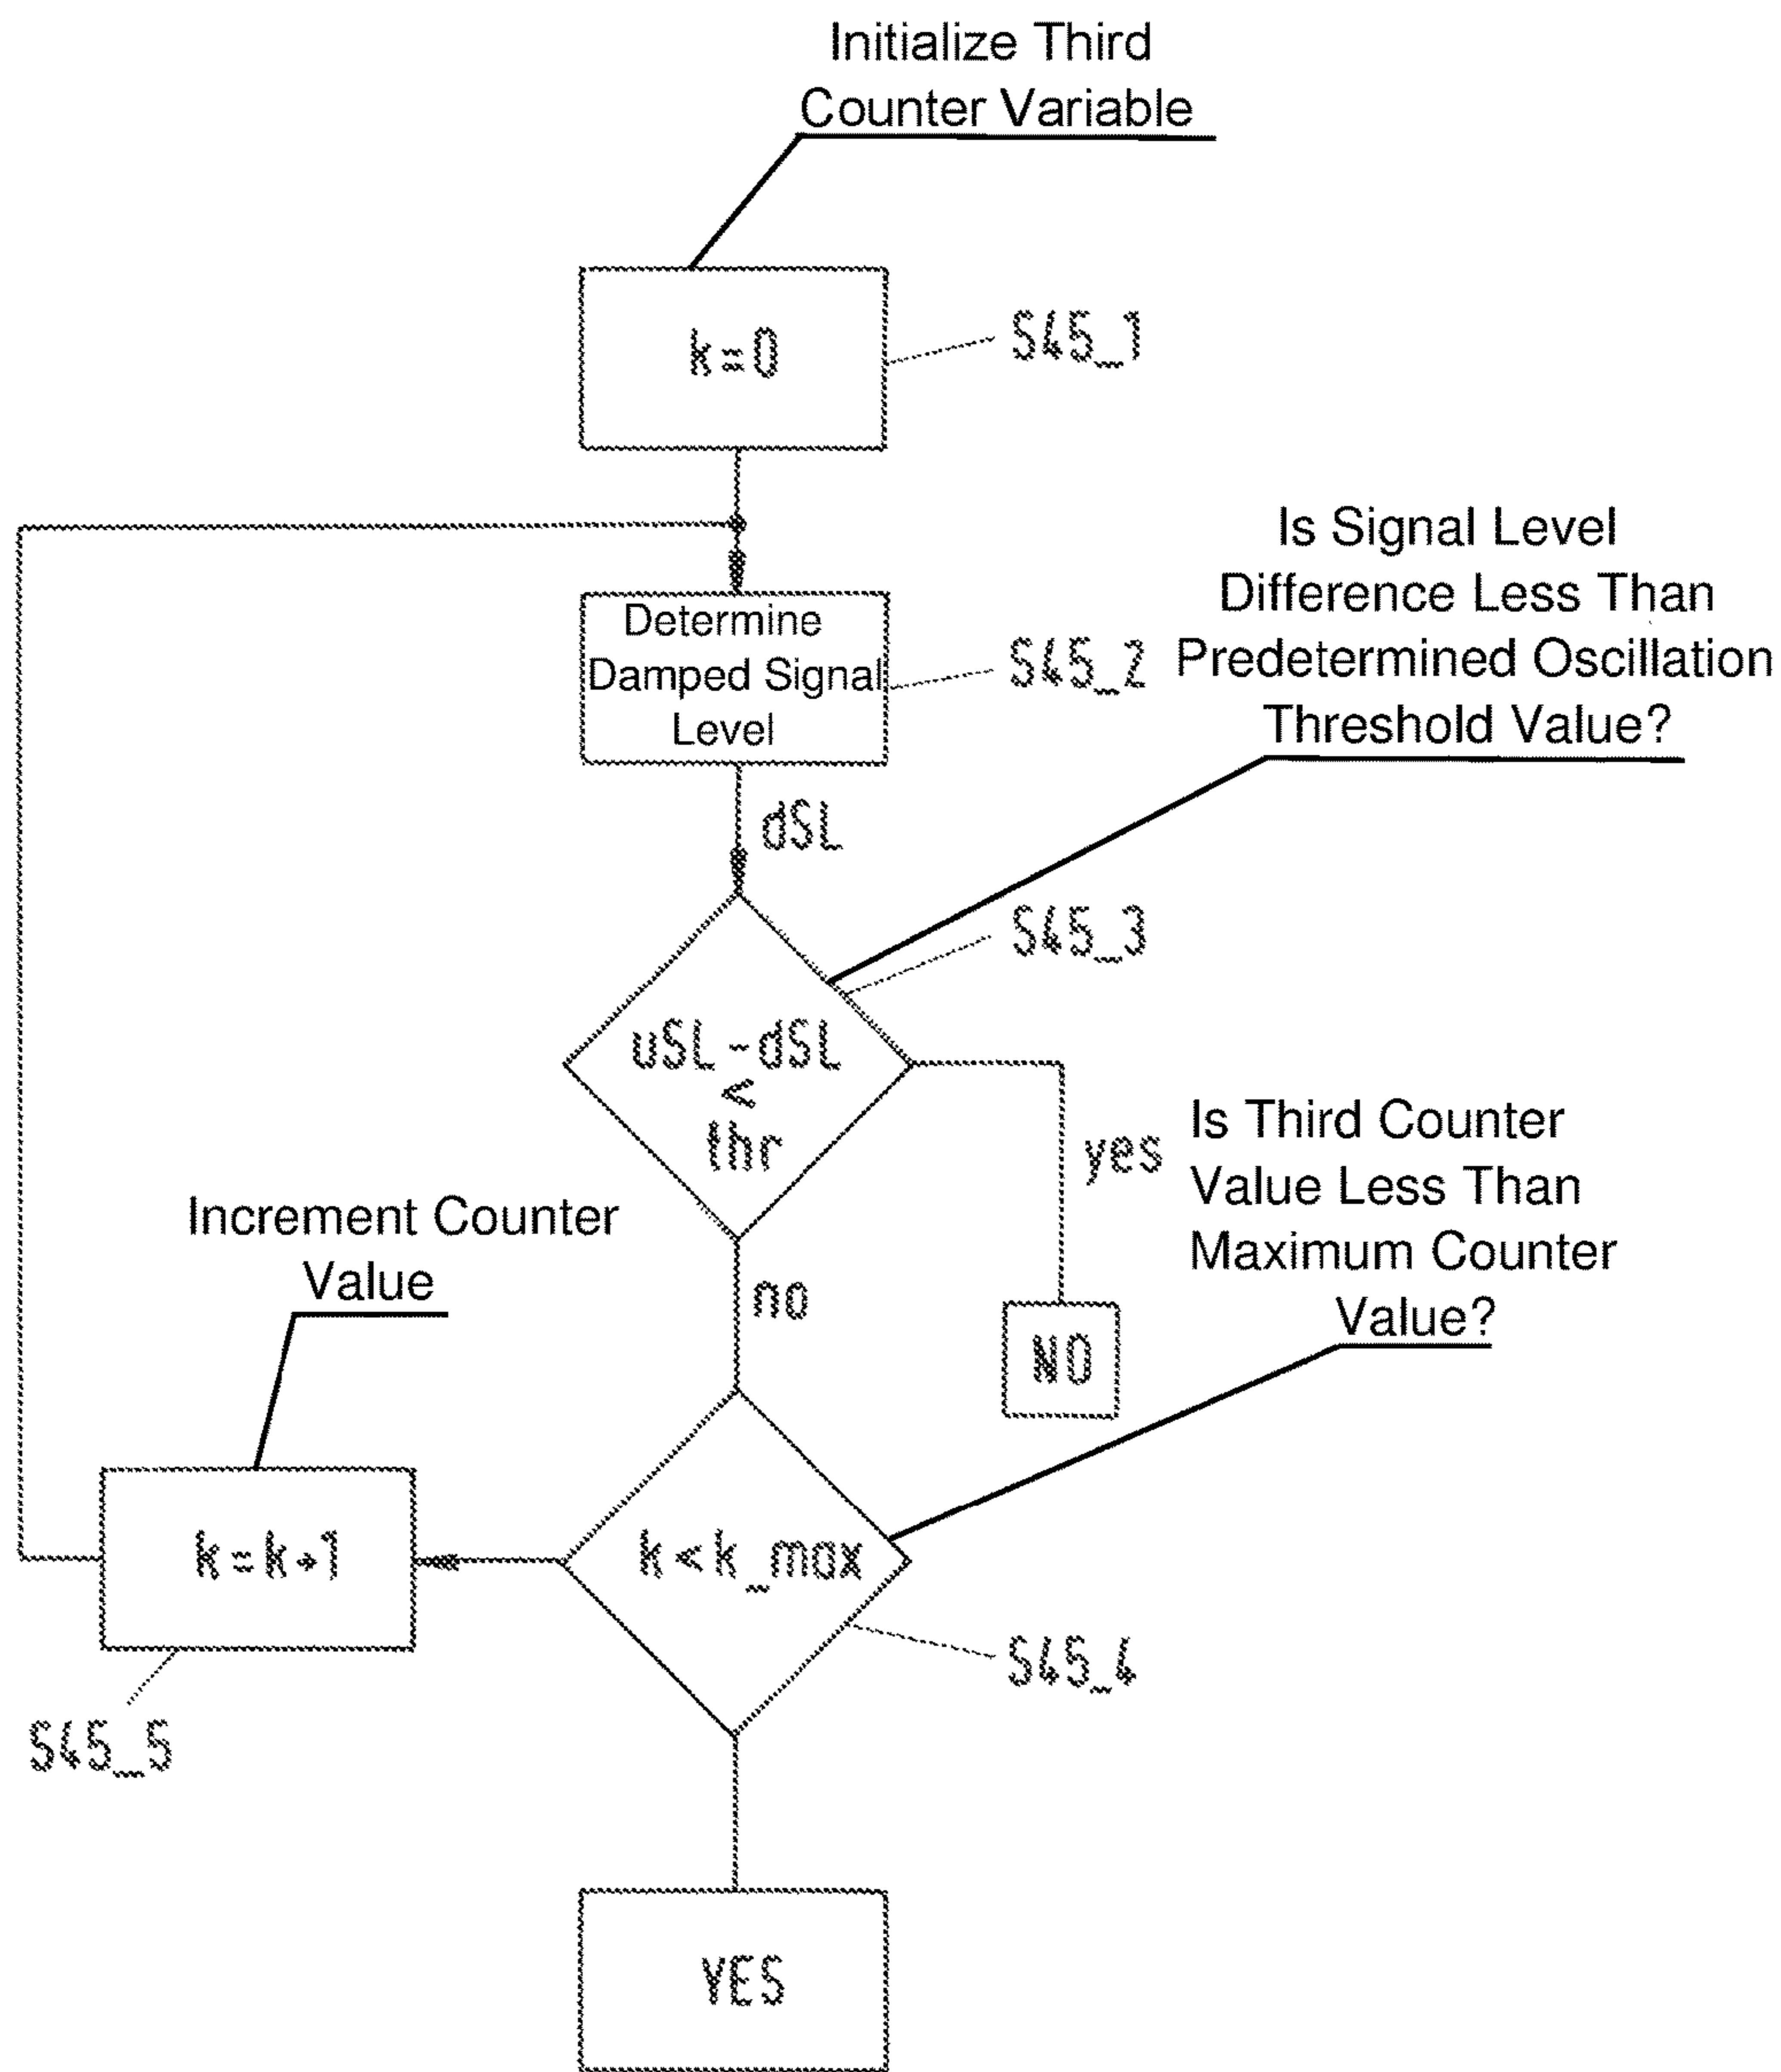 Initialize Third
Counter Variable
k=0
S45_1
Is Signal Level
Difference Less Than
Predetermined Oscillation
Threshold Value?
Determine
Damped Signal
Level
S45_2
dSL
S45_3
uSL-dSL
<
thr
yes
NO
Is Third Counter
Value Less Than
Maximum Counter
Value?
no
Increment Counter
Value
k=k+1
S45_5
k<k_max
S45_4
YES